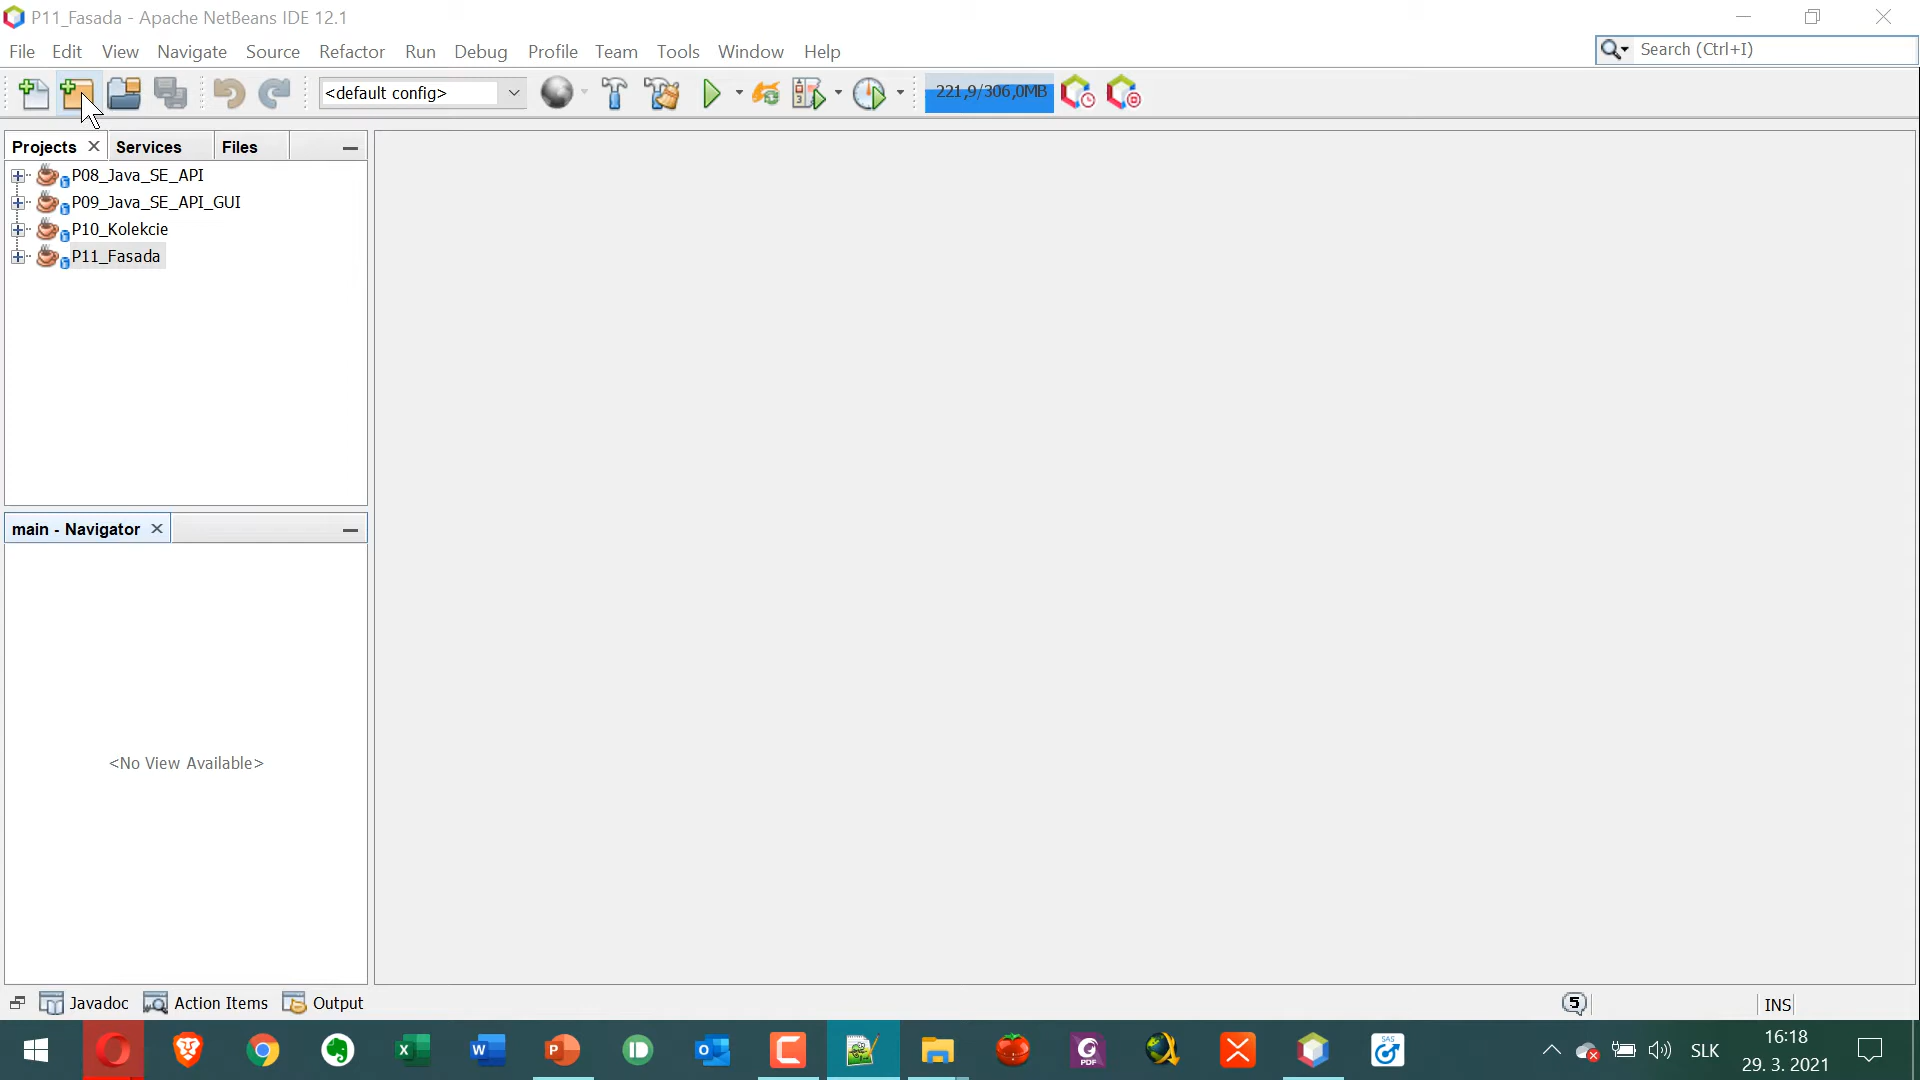 P11_Fasada - Apache NetBeans IDE 12.1
File Edit View Navigate Source Refactor Run Debug Profile Team Tools Window Help
Search (Ctrl+I)
<default config>
221,9/306,0MB
Projects Services Files
P08_Java_SE_API
P09_Java_SE_API_GUI
P10_Kolekcie
P11_Fasada
main - Navigator
<No View Available>
Javadoc Action Items Output
5
INS
SLK
16:18
29. 3. 2021